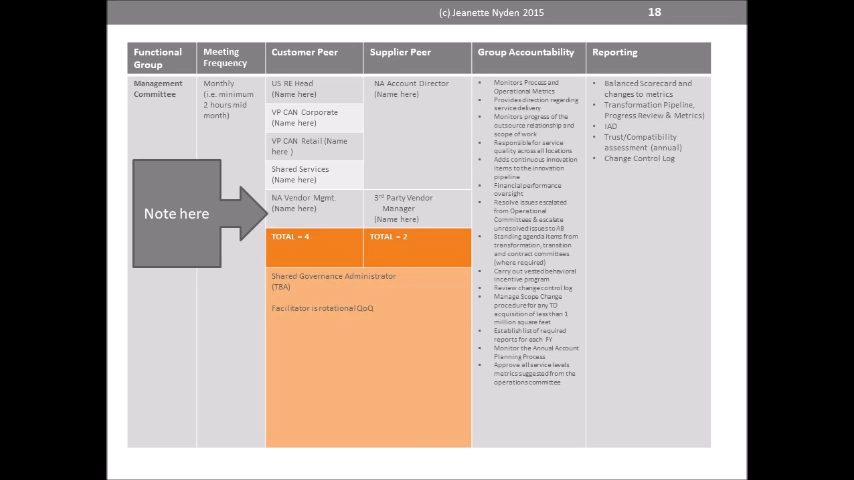 (c) Jeanette Nyden 2015
18
Functional
Group
Meeting
Frequency
Customer Peer
Supplier Peer
Group Accountability
Reporting
Management
Committee
Monthly
(i.e. minimum
2 hours mid
month)
US RE Head
(Name here)
VP CAN Corporate
(Name here)
VP CAN Retail (Name
here )
Shared Services
(Name here)
NA Vendor Mgmt.
(Name here)
TOTAL = 4
NA Account Director
(Name here)
3rd Party Vendor
Manager
(Name here)
TOTAL = 2
Shared Governance Administrator
(TBA)
Facilitator is rotational QoQ
• Monitors Process and
Operational Metrics
• Provides direction regarding
service delivery
• Monitors progress of the
outsource relationship and
scope of work
• Responsible for service
quality across all locations
• Adds continuous innovation
items to the innovation
pipeline
• Financial performance
oversight
• Resolve issues escalated
from Operational
Committees & escalate
unresolved issues to AB
• Standing agenda items from
transformation, transition
and contract committees
(where required)
• Carry out vested behavioral
incentive program
• Review change control log
• Manage Scope Change
procedure for any TO
acquisition of less than 1
million square feet
• Establish list of required
reports for each FY
• Monitor the Annual Account
Planning Process
• Approve all service levels
metrics suggested from the
operations committee
• Balanced Scorecard and
changes to metrics
• Transformation Pipeline,
Progress Review & Metrics)
• IAD
• Trust/Compatibility
assessment (annual)
• Change Control Log
Note here